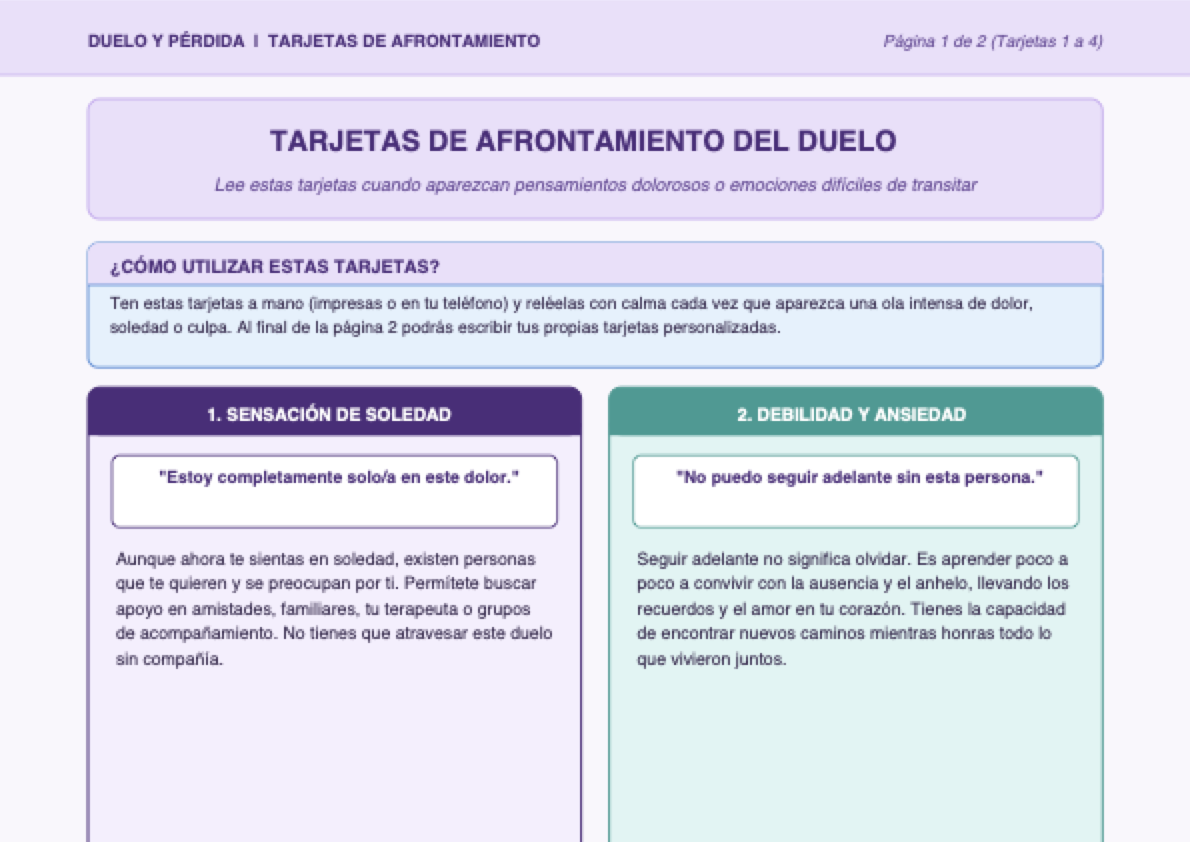 DUELO Y PÉRDIDA | TARJETAS DE AFRONTAMIENTO
Página 1 de 2 (Tarjetas 1 a 4)
TARJETAS DE AFRONTAMIENTO DEL DUELO
Lee estas tarjetas cuando aparezcan pensamientos dolorosos o emociones difíciles de transitar
¿CÓMO UTILIZAR ESTAS TARJETAS?
Ten estas tarjetas a mano (impresas o en tu teléfono) y reléelas con calma cada vez que aparezca una ola intensa de dolor,
soledad o culpa. Al final de la página 2 podrás escribir tus propias tarjetas personalizadas.
1. SENSACIÓN DE SOLEDAD
"Estoy completamente solo/a en este dolor."
Aunque ahora te sientas en soledad, existen personas
que te quieren y se preocupan por ti. Permítete buscar
apoyo en amistades, familiares, tu terapeuta o grupos
de acompañamiento. No tienes que atravesar este duelo
sin compañía.
2. DEBILIDAD Y ANSIEDAD
"No puedo seguir adelante sin esta persona."
Seguir adelante no significa olvidar. Es aprender poco a
poco a convivir con la ausencia y el anhelo, llevando los
recuerdos y el amor en tu corazón. Tienes la capacidad
de encontrar nuevos caminos mientras honras todo lo
que vivieron juntos.